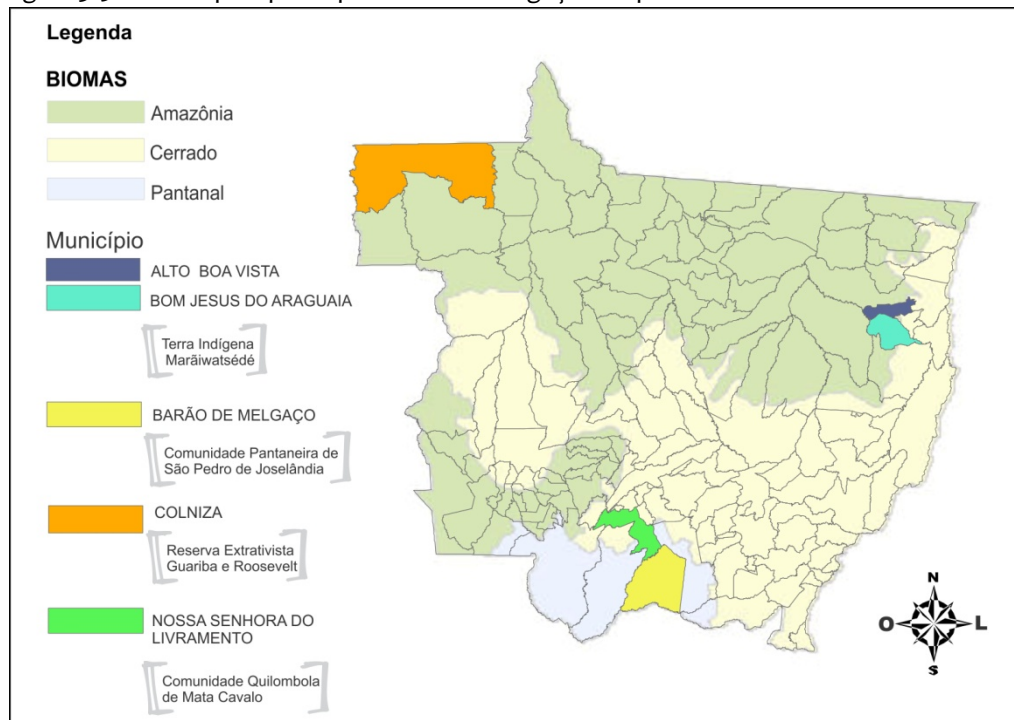 Legenda
BIOMAS
Amazônia
Cerrado
Pantanal
Município
ALTO BOA VISTA
BOM JESUS DO ARAGUAIA
Terra Indígena
Marãiwatsédé
BARÃO DE MELGAÇO
Comunidade Pantaneira de
São Pedro de Joselândia
COLNIZA
Reserva Extrativista
Guariba e Roosevelt
NOSSA SENHORA DO
LIVRAMENTO
Comunidade Quilombola
de Mata Cavalo
N
O
L
S